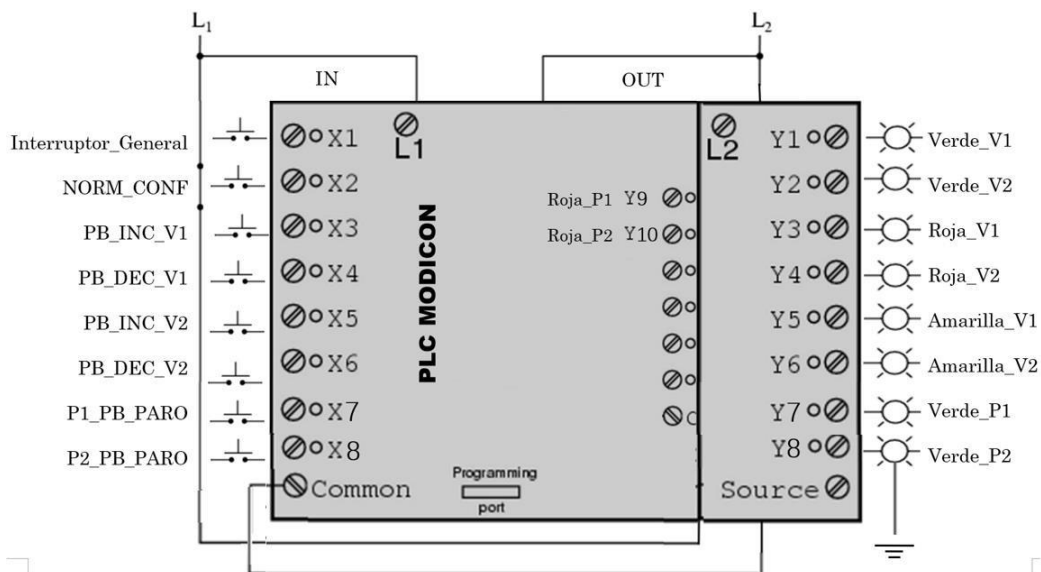 L1
L2
IN
OUT
Interruptor_General
NORM_CONF
PB_INC_V1
PB_DEC_V1
PB_INC_V2
PB_DEC_V2
P1_PB_PARO
P2_PB_PARO
X1
X2
X3
X4
X5
X6
X7
X8
Common
L1
PLC MODICON
Programming
port
Roja_P1 Y9
Roja_P2 Y10
L2
Y1
Y2
Y3
Y4
Y5
Y6
Y7
Y8
Source
Verde_V1
Verde_V2
Roja_V1
Roja_V2
Amarilla_V1
Amarilla_V2
Verde_P1
Verde_P2